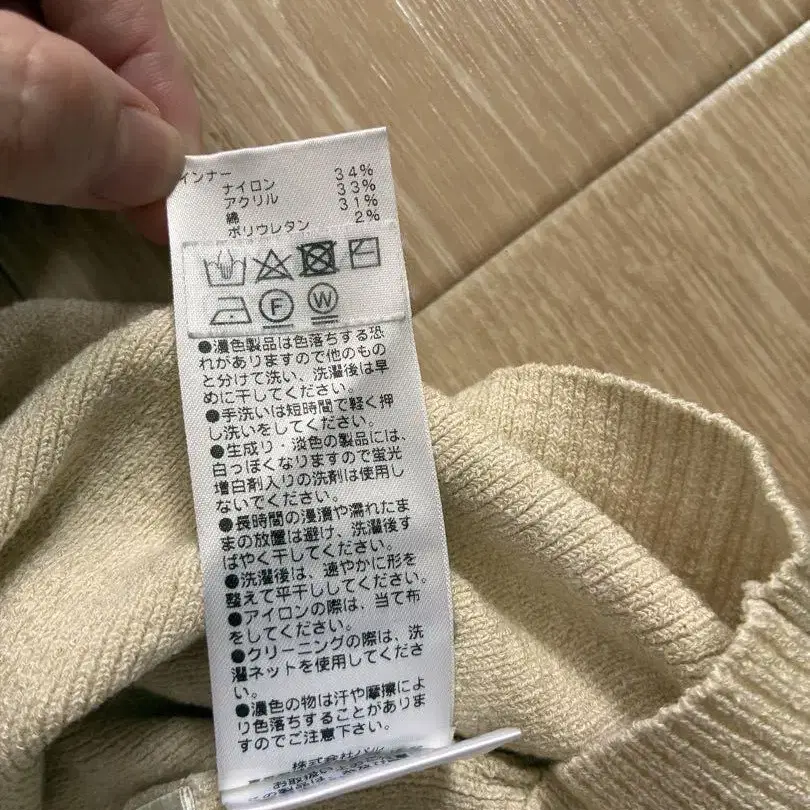 インナー
ナイロン 34%
アクリル 33%
綿 31%
ポリウレタン 2%
F W
●濃色製品は色落ちする恐
れがありますので他のもの
と分けて洗い、洗濯後は早
めに干してください。
●手洗いは短時間で軽く押
し洗いをしてください。
●生成り・淡色の製品には、
白っぽくなりますので蛍光
増白剤入りの洗剤は使用し
ないでください。
●長時間の浸漬や濡れたま
まの放置は避け、洗濯後す
ばやく干してください。
●洗濯後は、速やかに形を
整えて平干ししてください。
●アイロンの際は、当て布
をしてください。
●クリーニングの際は、洗
濯ネットを使用してくださ
い。
●濃色の物は汗や摩擦によ
り色落ちすることがありま
すのでご注意下さい。
株式会社パル